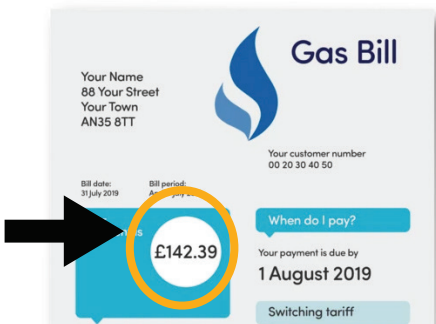 Gas Bill
Your Name
88 Your Street
Your Town
AN35 8TT
Your customer number
00 20 30 40 50
Bill date:
31 July 2019
Bill period:
£142.39
When do I pay?
Your payment is due by
1 August 2019
Switching tariff